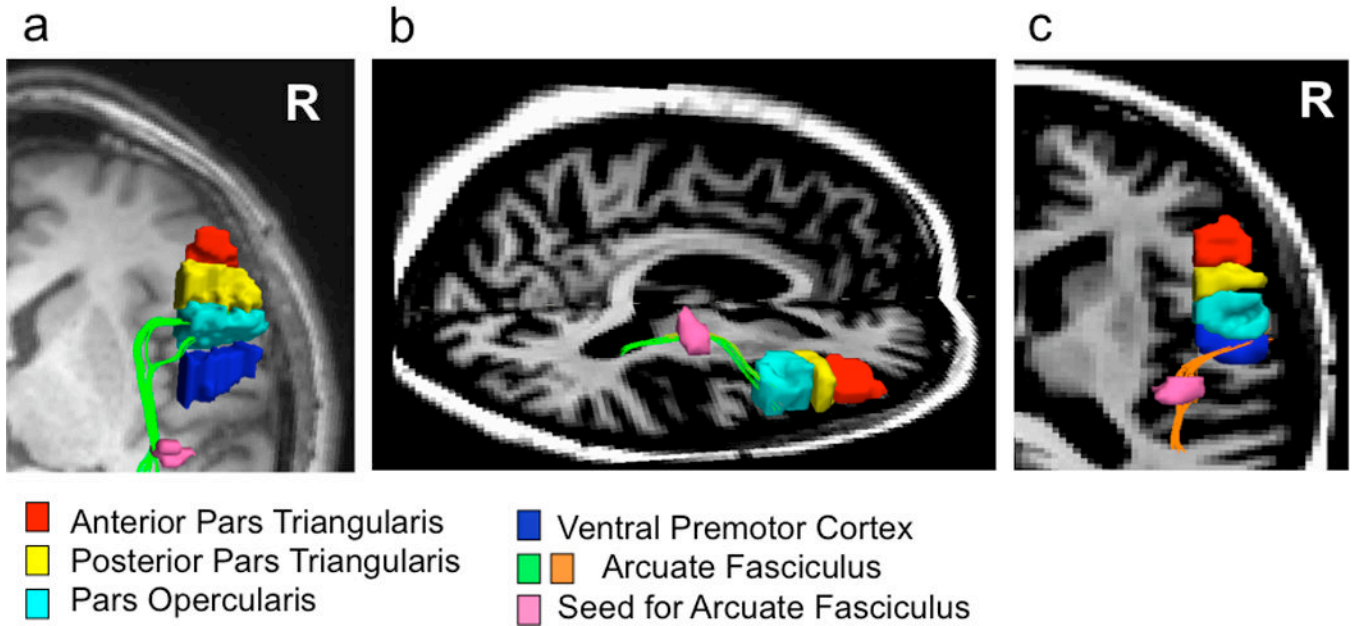 a
b
c
R
R
Anterior Pars Triangularis
Posterior Pars Triangularis
Pars Opercularis
Ventral Premotor Cortex
Arcuate Fasciculus
Seed for Arcuate Fasciculus